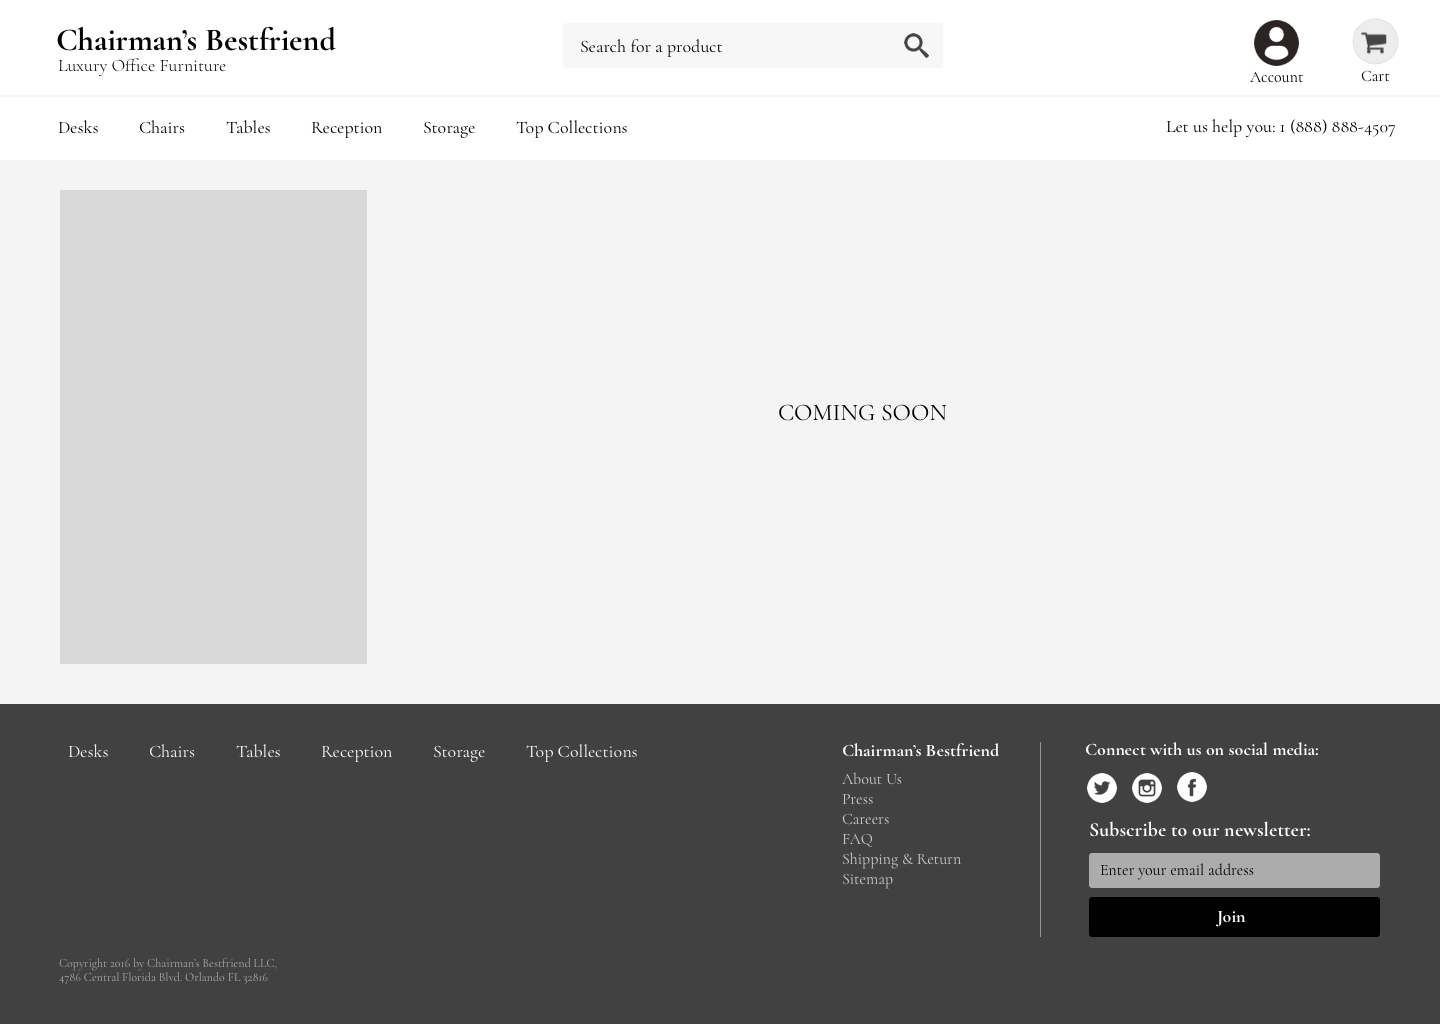 Chairman's Bestfriend
Luxury Office Furniture
Search for a product
Account
Cart
Desks
Chairs
Tables
Reception
Storage
Top Collections
Let us help you: 1 (888) 888-4507
COMING SOON
Desks
Chairs
Tables
Reception
Storage
Top Collections
Chairman's Bestfriend
About Us
Press
Careers
FAQ
Shipping & Return
Sitemap
Connect with us on social media:
Subscribe to our newsletter:
Enter your email address
Join
Copyright 2016 by Chairman's Bestfriend LLC,
4786 Central Florida Blvd. Orlando FL 32816